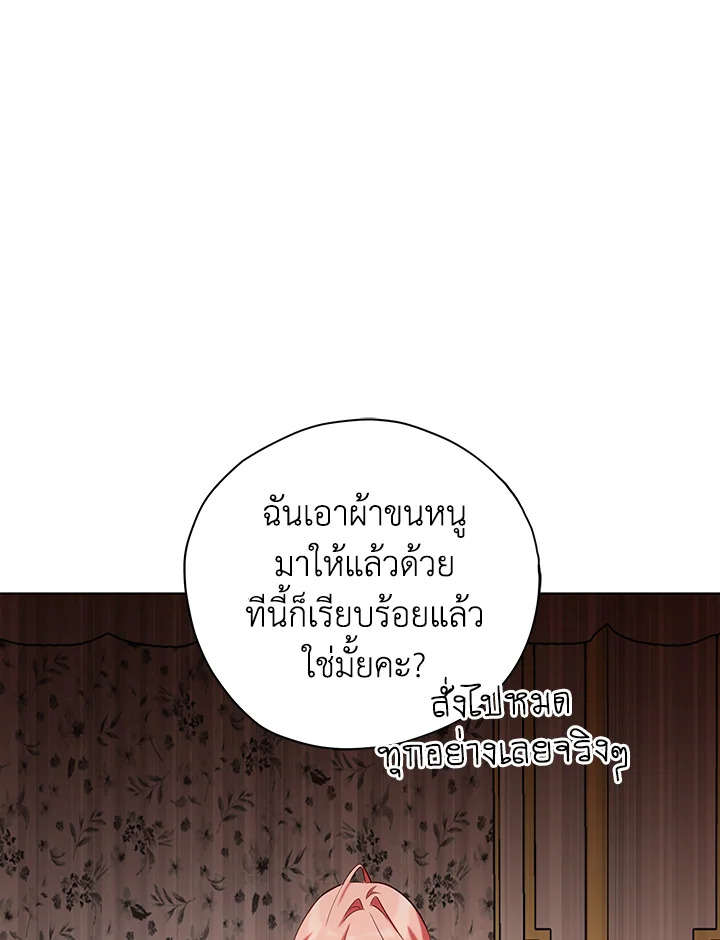 ฉันเอาผ้าขนหนู
มาให้แล้วด้วย
ทีนี้ก็เรียบร้อยแล้ว
ใช่มั้ยคะ?
สั่งไปหมด
ทุกอย่างเลยจริงๆ